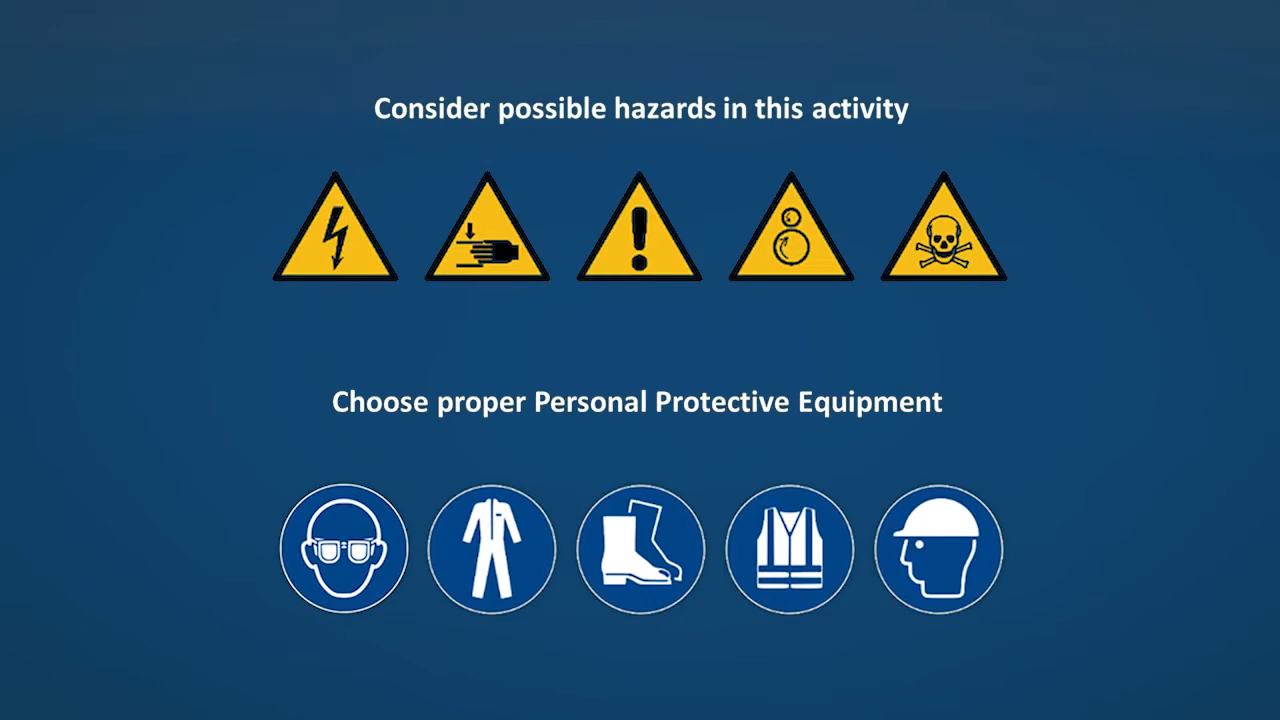 Consider possible hazards in this activity
Choose proper Personal Protective Equipment